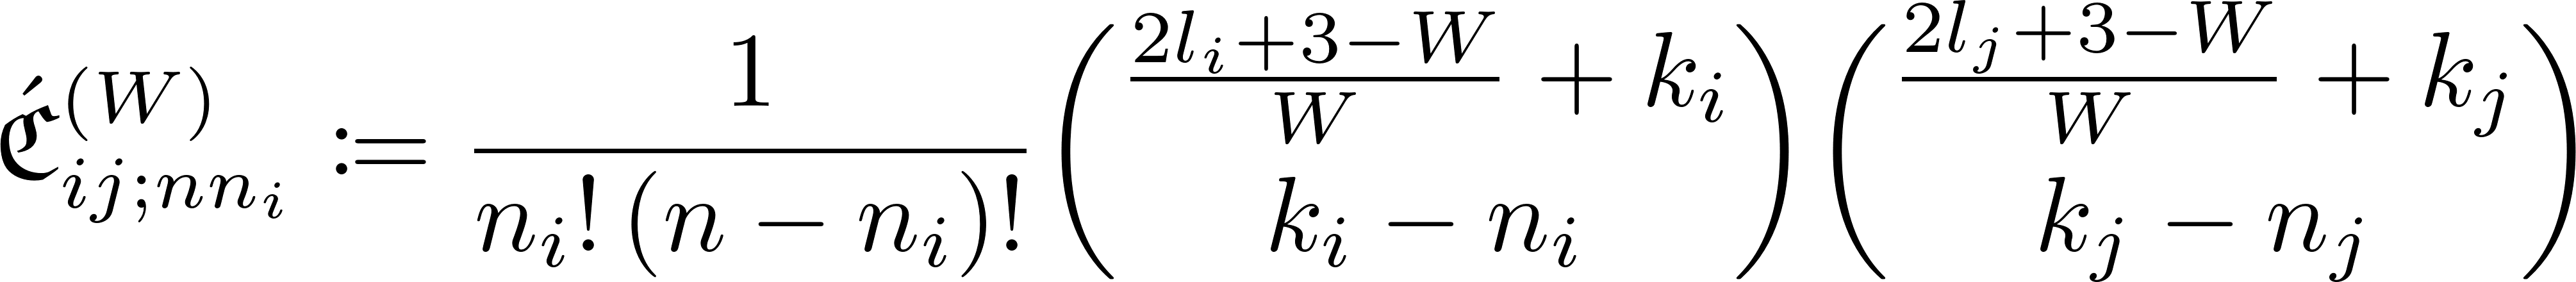 $\acute{\mathfrak{C}}^{(W)}_{ij;nn_i} := \frac{1}{n_i!\,(n-n_i)!} \binom{\frac{2l_i+3-W}{W}+k_i}{k_i-n_i} \binom{\frac{2l_j+3-W}{W}+k_j}{k_j-n_j}$